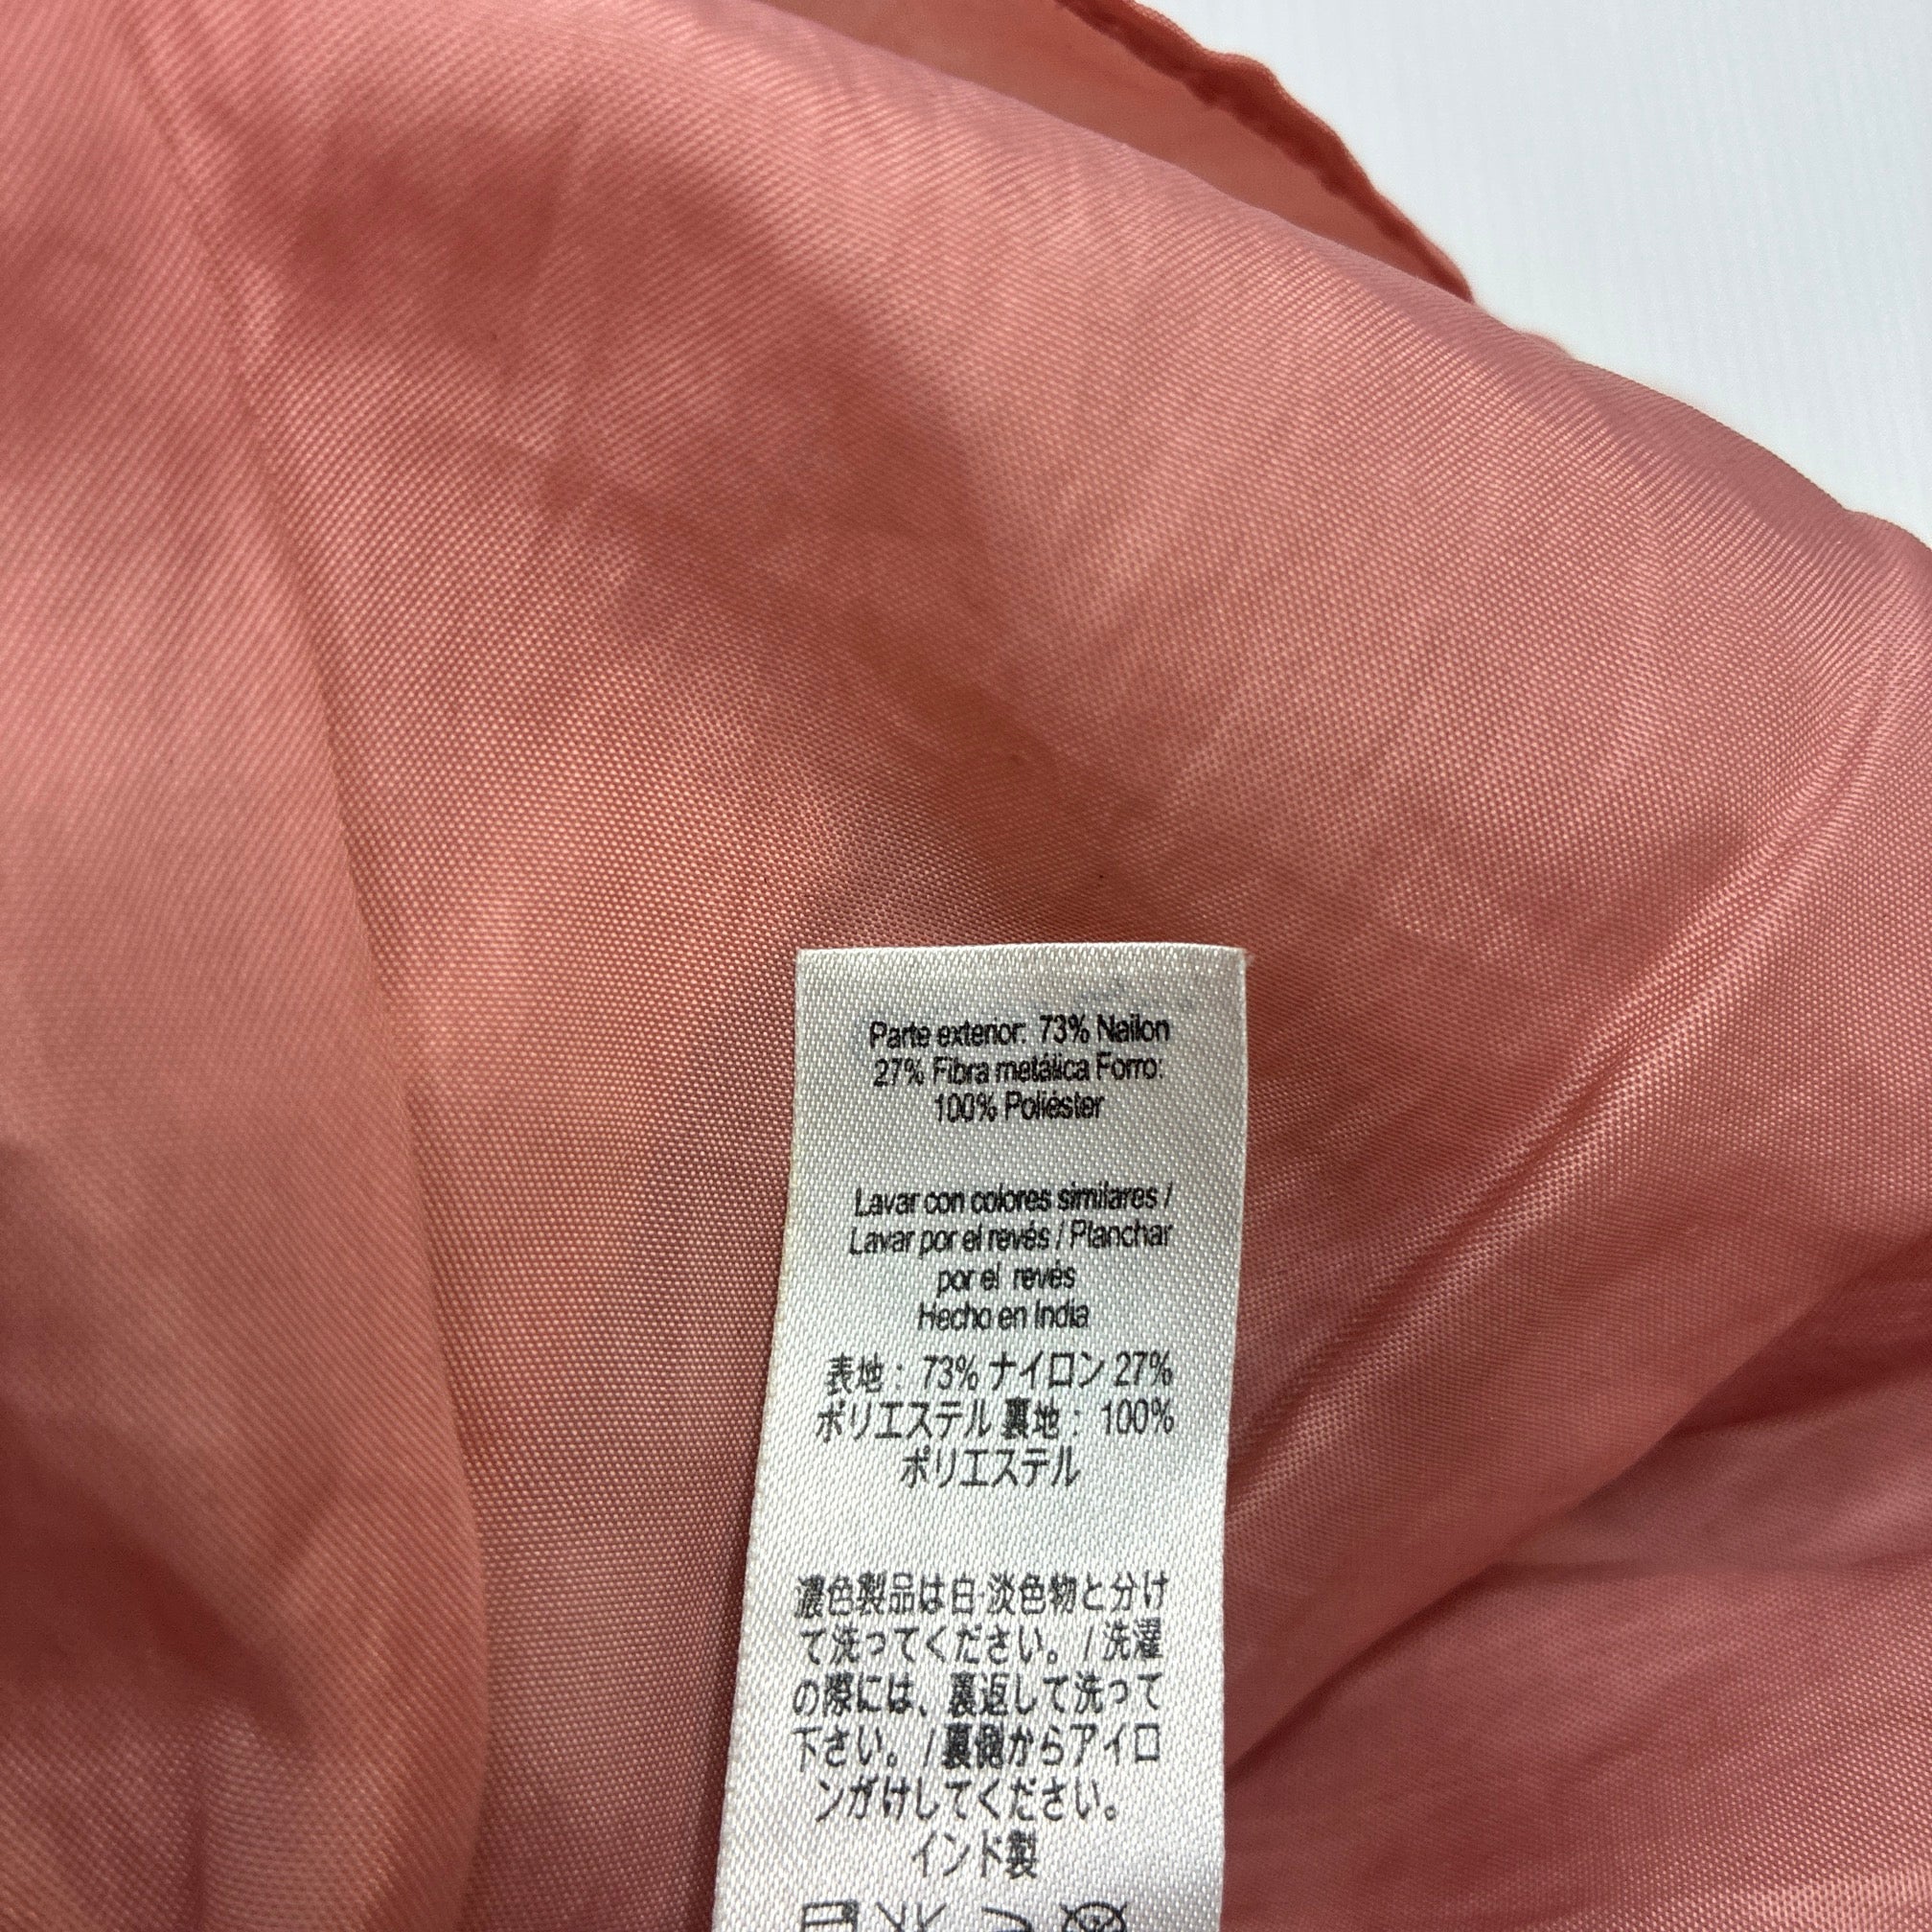 Parte exterior: 73% Nailon
27% Fibra metálica Forro:
100% Poliéster
Lavar con colores similares /
Lavar por el revés / Planchar
por el revés
Hecho en India
表地 : 73% ナイロン 27%
ポリエステル 裏地 : 100%
ポリエステル
濃色製品は白·淡色物と分け
て洗ってください。/ 洗濯
の際には、裏返して洗って
下さい。/ 裏側からアイロ
ンがけしてください。
インド製